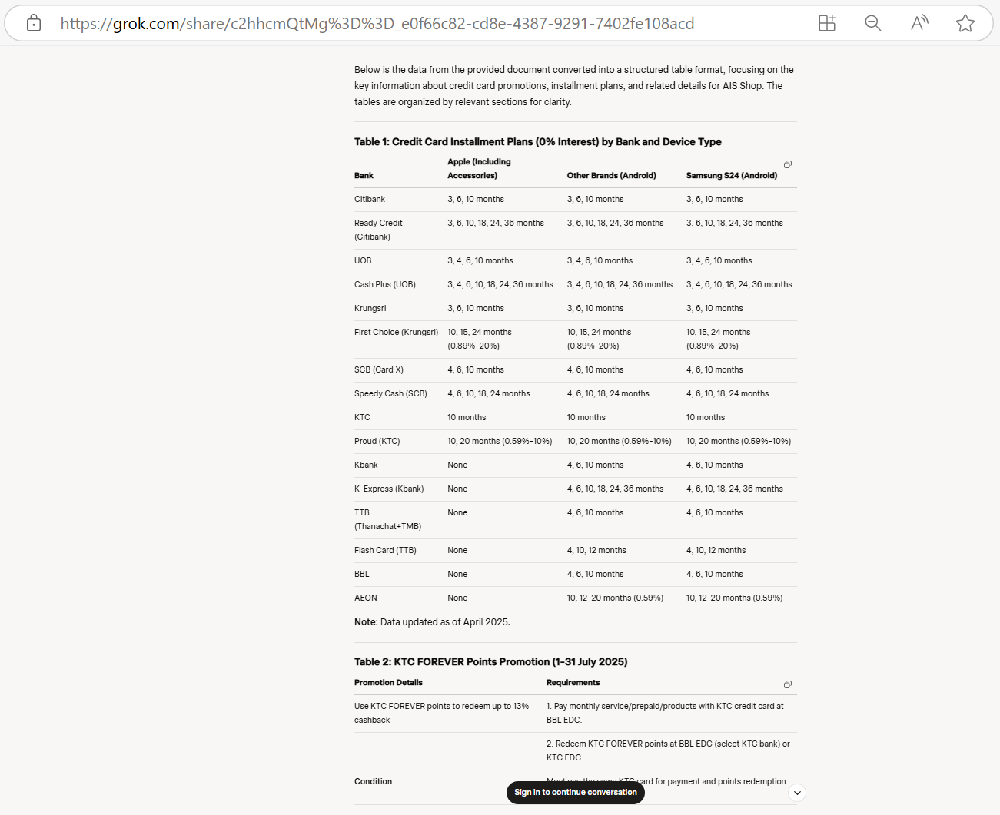 https://grok.com/share/c2hhcmQtMg%3D%3D_e0f66c82-cd8e-4387-9291-7402fe108acd
Below is the data from the provided document converted into a structured table format, focusing on the
key information about credit card promotions, installment plans, and related details for AIS Shop. The
tables are organized by relevant sections for clarity.
Table 1: Credit Card Installment Plans (0% Interest) by Bank and Device Type
Apple (Including
Bank Accessories) Other Brands (Android) Samsung S24 (Android)
Citibank 3, 6, 10 months 3, 6, 10 months 3, 6, 10 months
Ready Credit 3, 6, 10, 18, 24, 36 months 3, 6, 10, 18, 24, 36 months 3, 6, 10, 18, 24, 36 months
(Citibank)
UOB 3, 4, 6, 10 months 3, 4, 6, 10 months 3, 4, 6, 10 months
Cash Plus (UOB) 3, 4, 6, 10, 18, 24, 36 months 3, 4, 6, 10, 18, 24, 36 months 3, 4, 6, 10, 18, 24, 36 months
Krungsri 3, 6, 10 months 3, 6, 10 months 3, 6, 10 months
First Choice (Krungsri) 10, 15, 24 months 10, 15, 24 months 10, 15, 24 months
(0.89%-20%) (0.89%-20%) (0.89%-20%)
SCB (Card X) 4, 6, 10 months 4, 6, 10 months 4, 6, 10 months
Speedy Cash (SCB) 4, 6, 10, 18, 24 months 4, 6, 10, 18, 24 months 4, 6, 10, 18, 24 months
KTC 10 months 10 months 10 months
Proud (KTC) 10, 20 months (0.59%-10%) 10, 20 months (0.59%-10%) 10, 20 months (0.59%-10%)
Kbank None 4, 6, 10 months 4, 6, 10 months
K-Express (Kbank) None 4, 6, 10, 18, 24, 36 months 4, 6, 10, 18, 24, 36 months
TTB None 4, 6, 10 months 4, 6, 10 months
(Thanachat+TMB)
Flash Card (TTB) None 4, 10, 12 months 4, 10, 12 months
BBL None 4, 6, 10 months 4, 6, 10 months
AEON None 10, 12-20 months (0.59%) 10, 12-20 months (0.59%)
Note: Data updated as of April 2025.
Table 2: KTC FOREVER Points Promotion (1-31 July 2025)
Promotion Details Requirements
Use KTC FOREVER points to redeem up to 13% 1. Pay monthly service/prepaid/products with KTC credit card at
cashback BBL EDC.
2. Redeem KTC FOREVER points at BBL EDC (select KTC bank) or
KTC EDC.
Condition Must use the same KTC card for payment and points redemption.
Sign in to continue conversation